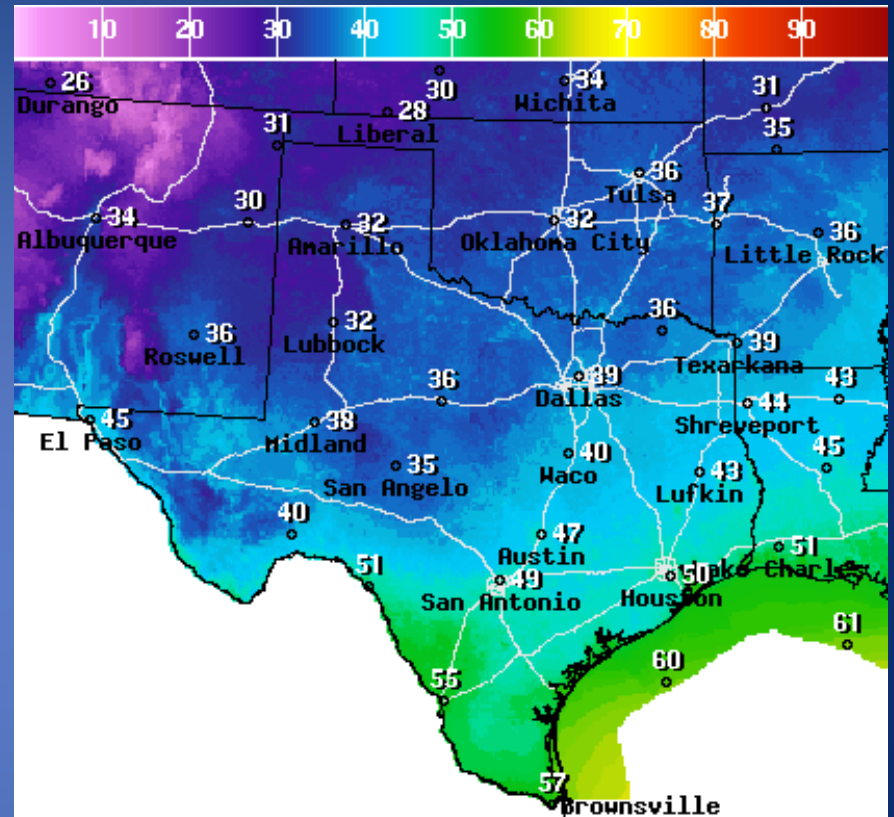 10 20 30 40 50 60 70 80 90
26
Durango
30
34
Wichita
31
28
Liberal
31
35
36
Tulsa
34
Albuquerque
30
32
Amarillo
32
Oklahoma City
37
36
Little Rock
36
Roswell
32
Lubbock
36
39
Texarkana
39
Dallas
36
44
Shreveport
43
45
El Paso
38
Midland
35
San Angelo
40
Waco
43
Lufkin
45
40
47
Austin
51
51
49
San Antonio
50
Houston
55
60
61
57
Brownsville